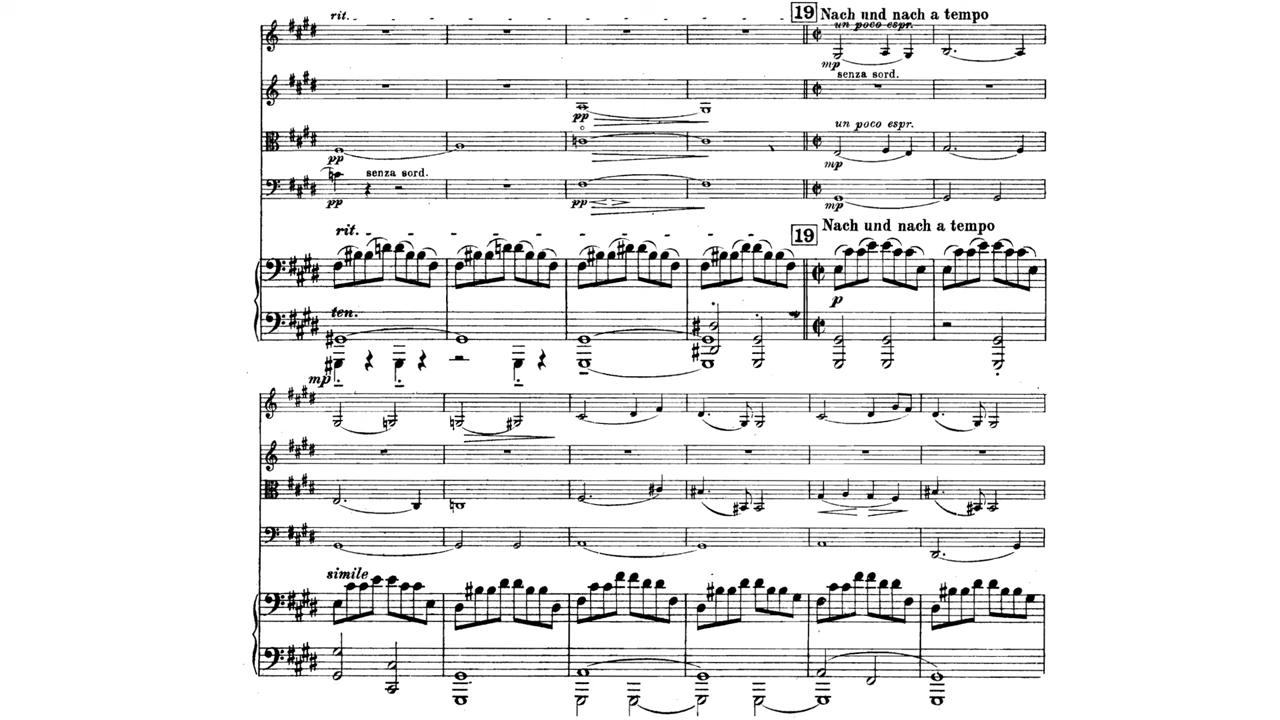 rit.
19 Nach und nach a tempo
un poco espr.
mp
senza sord.
pp
un poco espr.
pp
mp
senza sord.
pp
pp
mp
rit.
19
Nach und nach a tempo
p
ten.
mp
simile